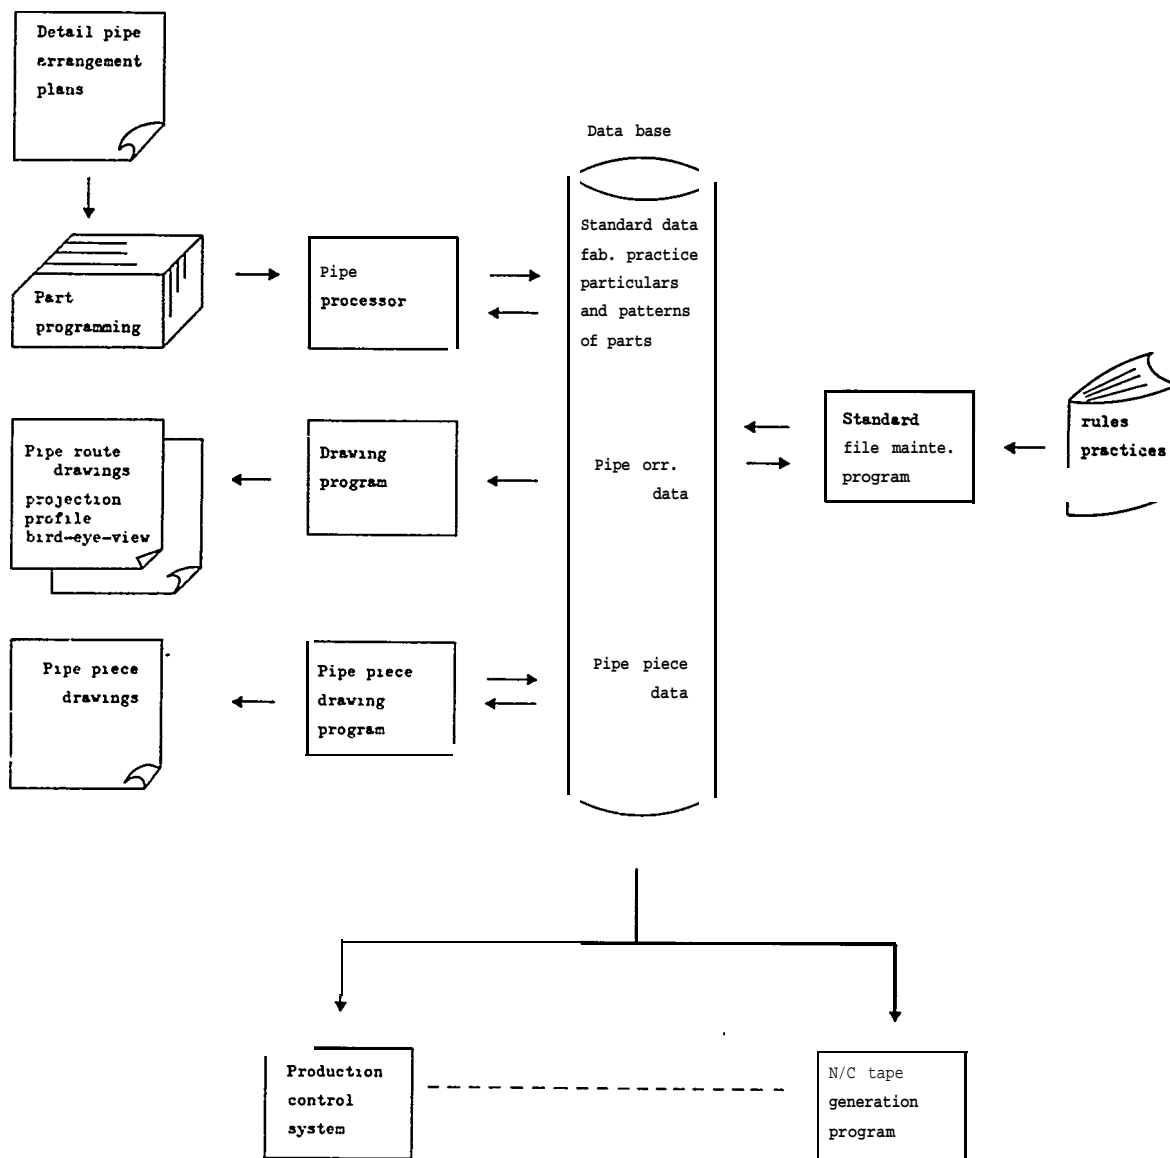 Detail pipe
arrangement
plans
Data base
Part
programming
Pipe
processor
Standard data
fab. practice
particulars
and patterns
of parts
Standard
file mainte.
program
rules
practices
Pipe route
drawings
projection
profile
bird-eye-view
Drawing
program
Pipe orr.
data
Pipe piece
drawings
Pipe piece
drawing
program
Pipe piece
data
Production
control
system
N/C tape
generation
program